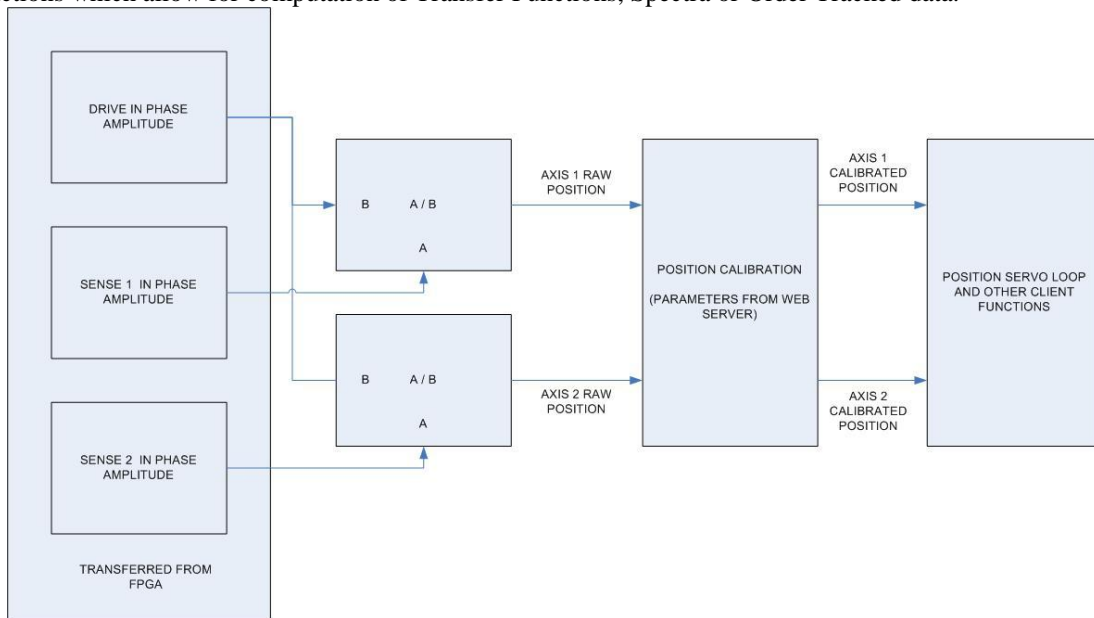 ctions which allow for computation of Transfer Functions, Spectra or Order Tracked data.
DRIVE IN PHASE
AMPLITUDE
SENSE 1 IN PHASE
AMPLITUDE
SENSE 2 IN PHASE
AMPLITUDE
TRANSFERRED FROM
FPGA
B A / B
A
B A / B
A
AXIS 1 RAW
POSITION
AXIS 2 RAW
POSITION
POSITION CALIBRATION
(PARAMETERS FROM WEB
SERVER)
AXIS 1
CALIBRATED
POSITION
AXIS 2
CALIBRATED
POSITION
POSITION SERVO LOOP
AND OTHER CLIENT
FUNCTIONS